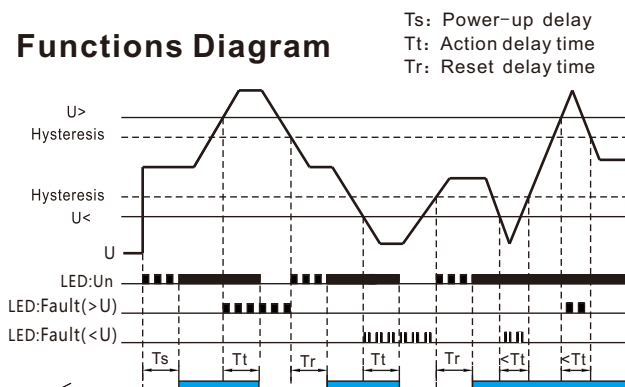 Functions Diagram
Ts: Power-up delay
Tt: Action delay time
Tr: Reset delay time
U>
Hysteresis
Hysteresis
U<
U
LED:Un
LED:Fault(>U)
LED:Fault(<U)
Ts Tt Tr Tt Tr <Tt <Tt